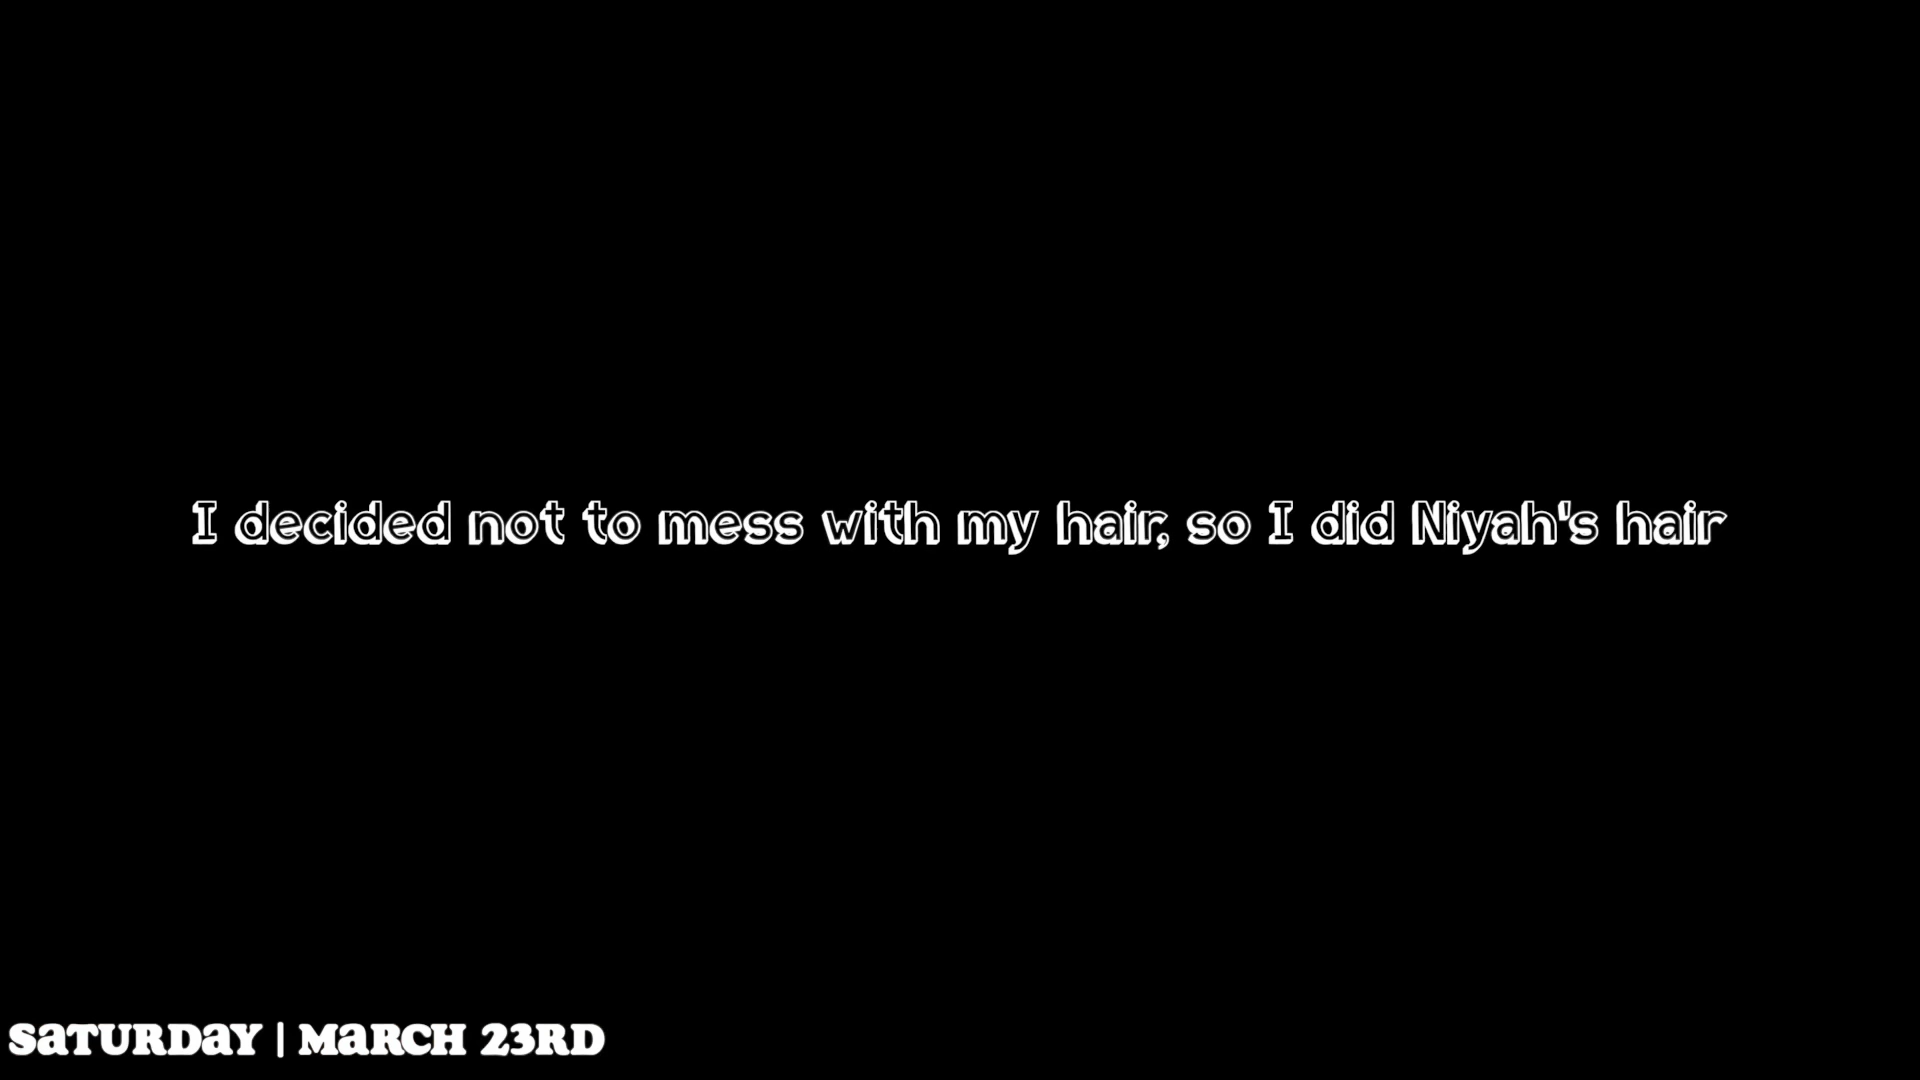 I decided not to mess with my hair, so I did Niyah's hair
SATURDAY | MARCH 23RD